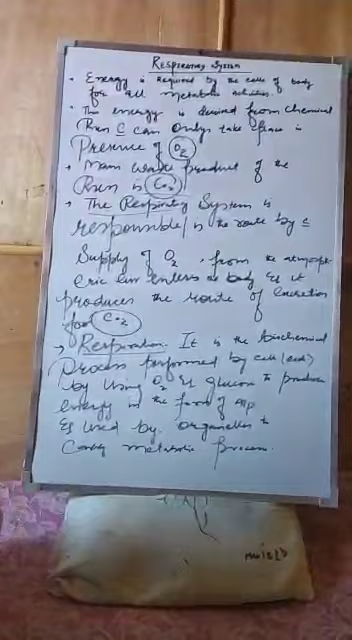 Respiratory System
• Energy is required by the cells of body
for all metabolic activities
• This energy is derived from chemical
Rxn C can only take place in
Presence of O2
• Main waste product of the
Rxn is CO2
• The Respiratory System is
responsible/is the route by C
Supply of O2, from the atmosph
eric air enters the body & it
produces the route of excretion
for CO2
→ Respiration: It is the biochemical
Process performed by cell
by using O2 & glucose to produce
energy in the form of ATP
& used by organelles to
Carry metabolic process.